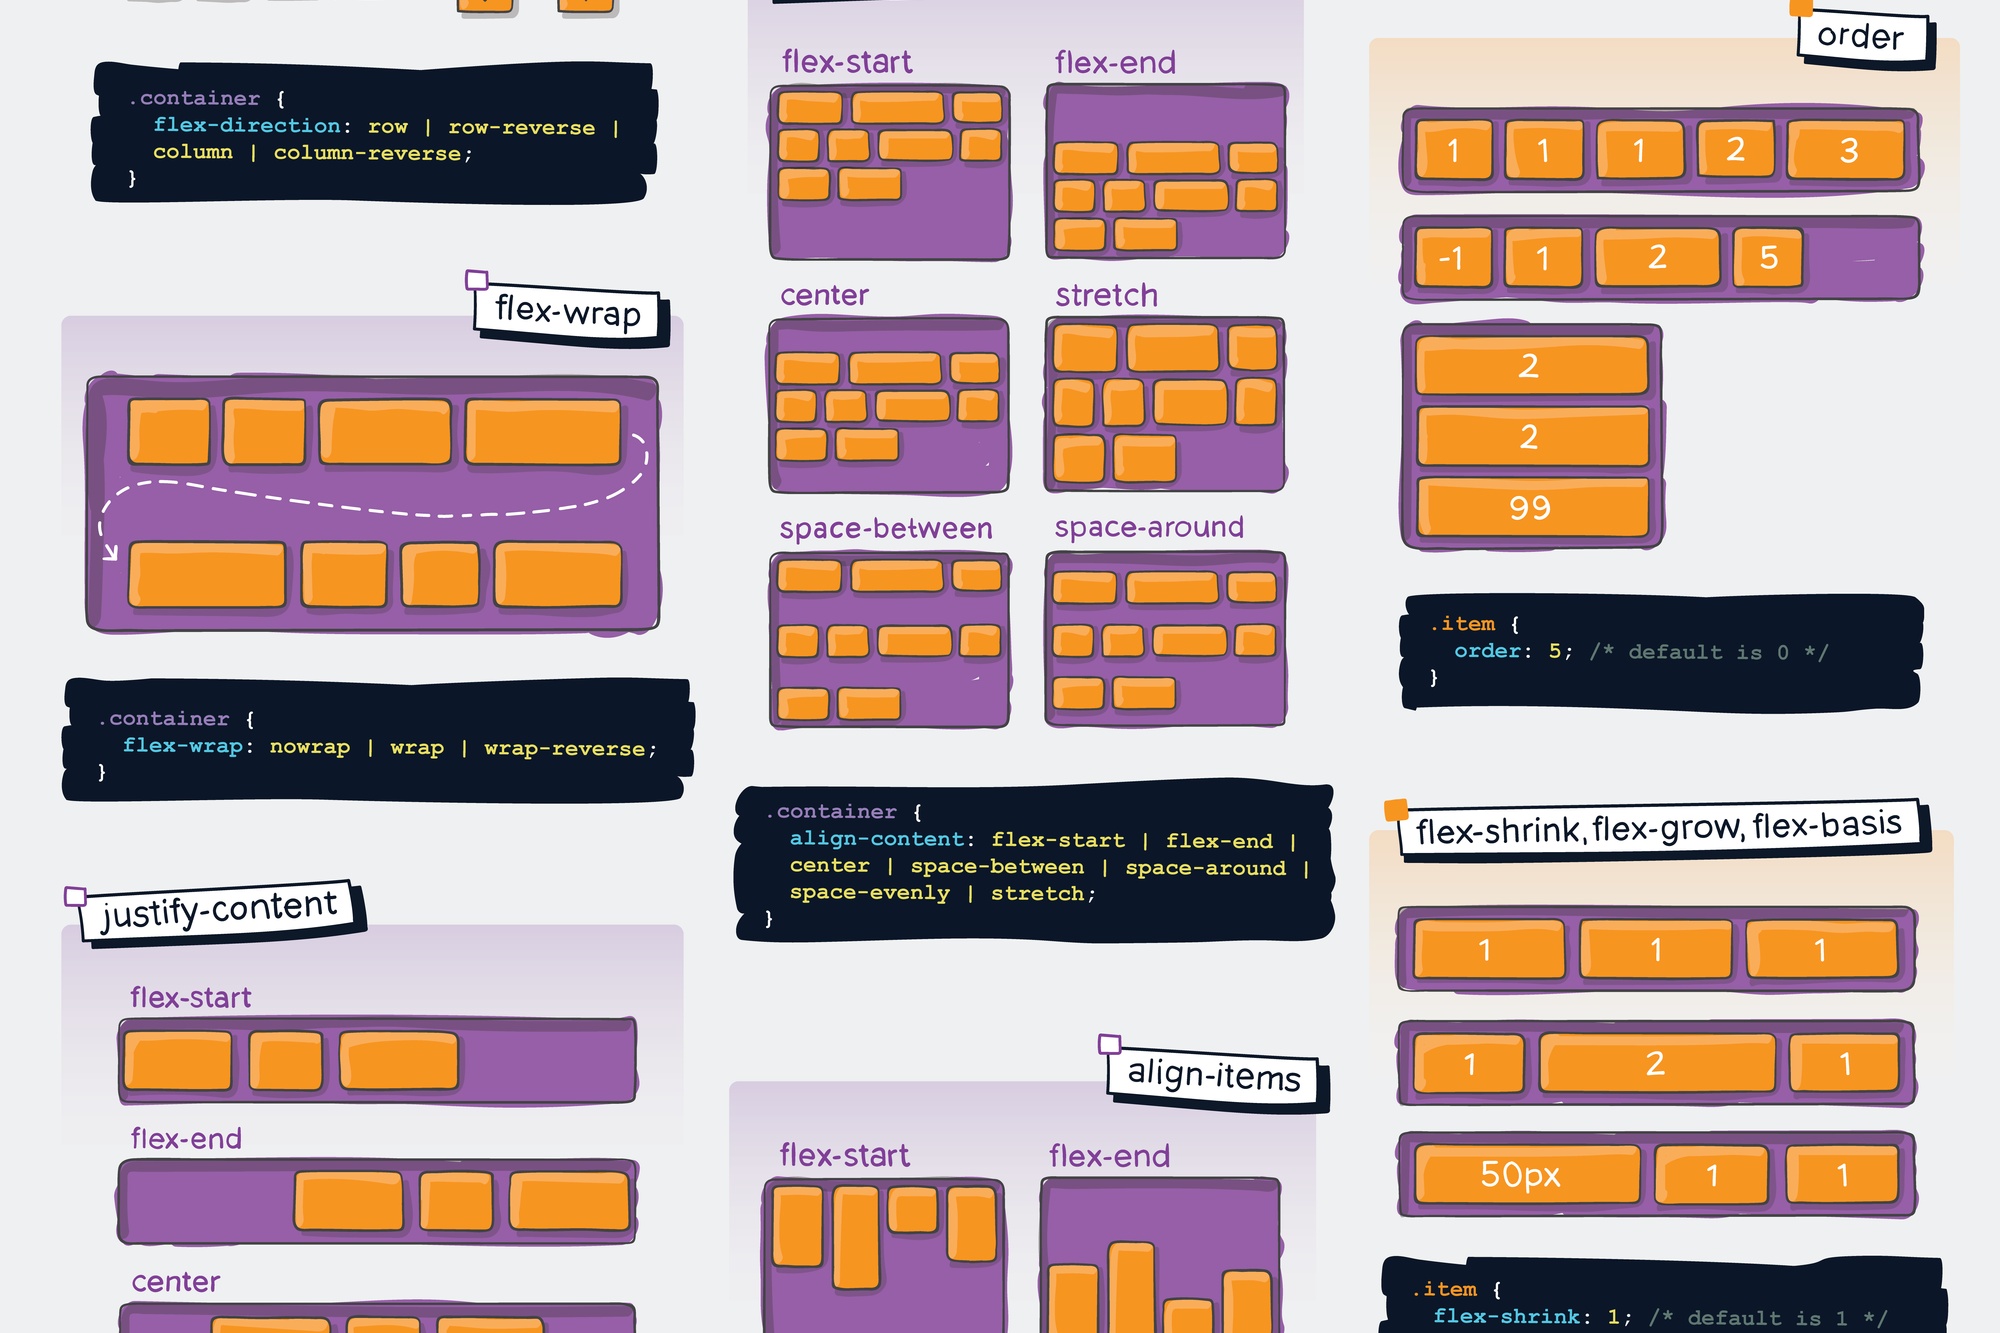 .container {
flex-direction: row | row-reverse |
column | column-reverse;
}
flex-wrap
.container {
flex-wrap: nowrap | wrap | wrap-reverse;
}
justify-content
flex-start
flex-end
center
flex-start
flex-end
center
stretch
space-between
space-around
.container {
align-content: flex-start | flex-end |
center | space-between | space-around |
space-evenly | stretch;
}
align-items
flex-start
flex-end
order
1 1 1 2 3
-1 1 2 5
2
2
99
.item {
order: 5; /* default is 0 */
}
flex-shrink, flex-grow, flex-basis
1 1 1
1 2 1
50px 1 1
.item {
flex-shrink: 1; /* default is 1 */